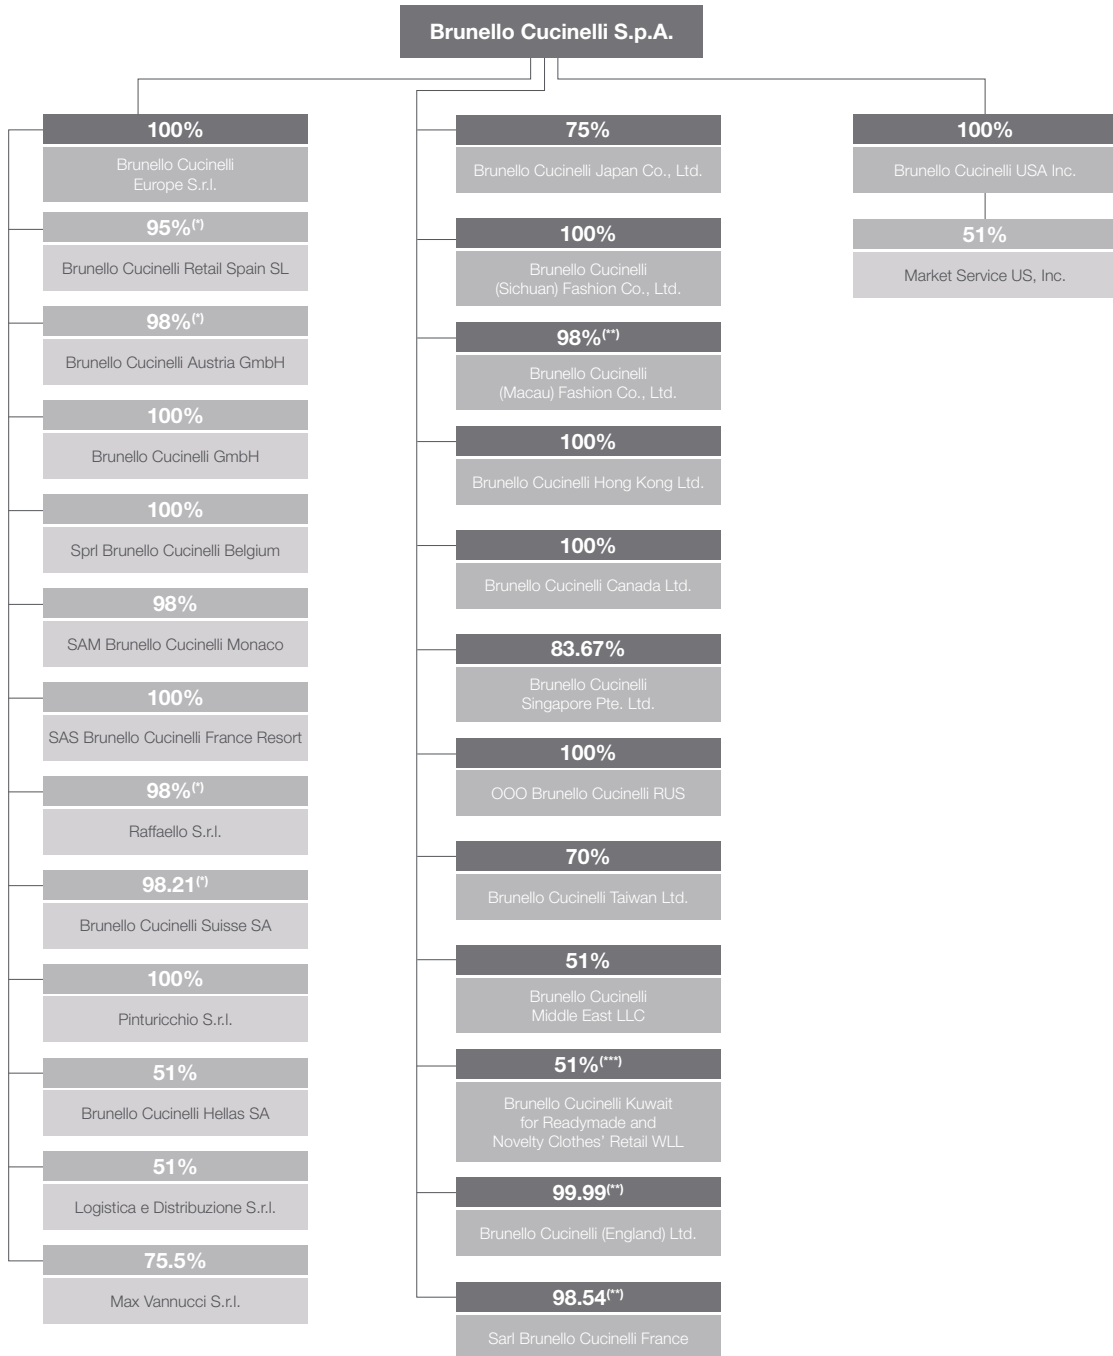 Brunello Cucinelli S.p.A.
100%
Brunello Cucinelli
Europe S.r.l.
95%(*)
Brunello Cucinelli Retail Spain SL
98%(*)
Brunello Cucinelli Austria GmbH
100%
Brunello Cucinelli GmbH
100%
Sprl Brunello Cucinelli Belgium
98%
SAM Brunello Cucinelli Monaco
100%
SAS Brunello Cucinelli France Resort
98%(*)
Raffaello S.r.l.
98.21(*)
Brunello Cucinelli Suisse SA
100%
Pinturicchio S.r.l.
51%
Brunello Cucinelli Hellas SA
51%
Logistica e Distribuzione S.r.l.
75.5%
Max Vannucci S.r.l.
75%
Brunello Cucinelli Japan Co., Ltd.
100%
Brunello Cucinelli
(Sichuan) Fashion Co., Ltd.
98%(**)
Brunello Cucinelli
(Macau) Fashion Co., Ltd.
100%
Brunello Cucinelli Hong Kong Ltd.
100%
Brunello Cucinelli Canada Ltd.
83.67%
Brunello Cucinelli
Singapore Pte. Ltd.
100%
OOO Brunello Cucinelli RUS
70%
Brunello Cucinelli Taiwan Ltd.
51%
Brunello Cucinelli
Middle East LLC
51%(***)
Brunello Cucinelli Kuwait
for Readymade and
Novelty Clothes' Retail WLL
99.99(**)
Brunello Cucinelli (England) Ltd.
98.54(**)
Sarl Brunello Cucinelli France
100%
Brunello Cucinelli USA Inc.
51%
Market Service US, Inc.